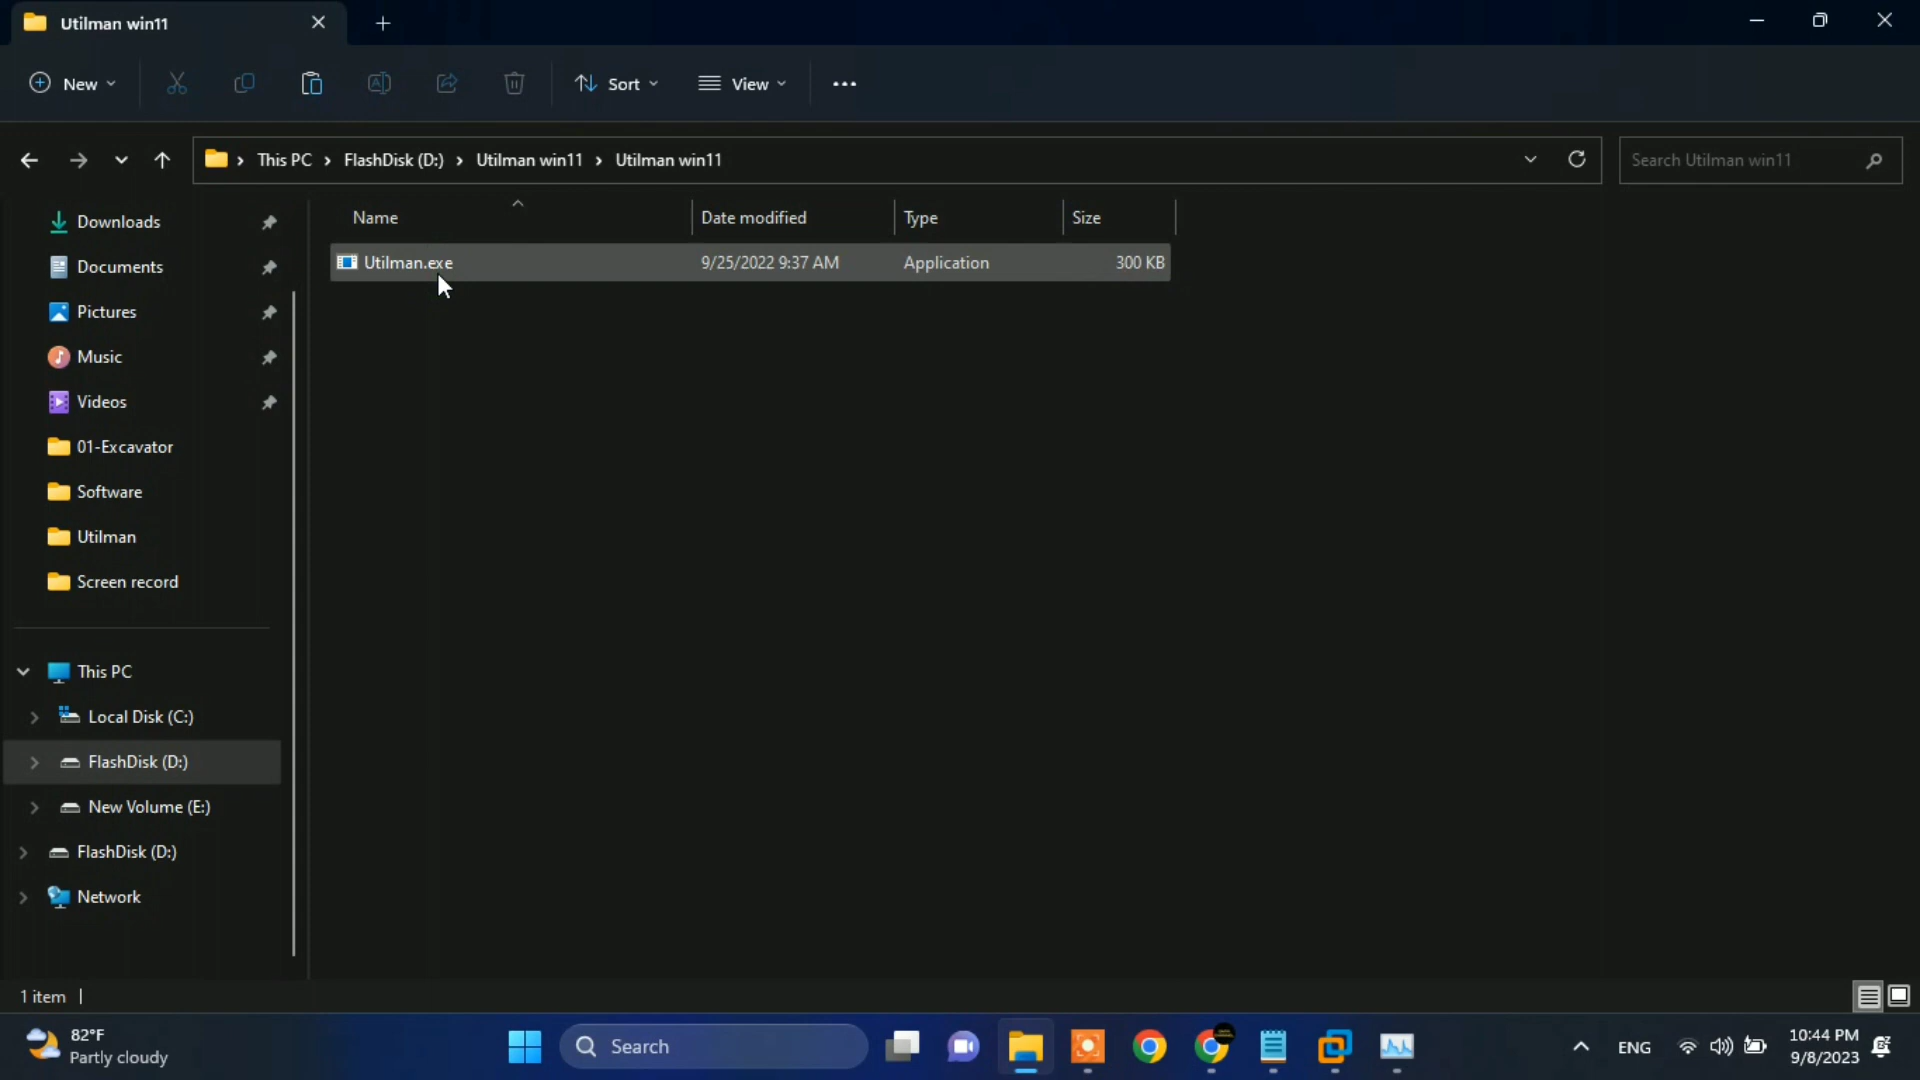 Utilman win11
New
Sort
View
This PC
FlashDisk (D:)
Utilman win11
Utilman win11
Search Utilman win11
Name
Date modified
Type
Size
Utilman.exe
9/25/2022 9:37 AM
Application
300 KB
Downloads
Documents
Pictures
Music
Videos
01-Excavator
Software
Utilman
Screen record
This PC
Local Disk (C:)
FlashDisk (D:)
New Volume (E:)
FlashDisk (D:)
Network
1 item
82°F
Partly cloudy
Search
ENG
10:44 PM
9/8/2023